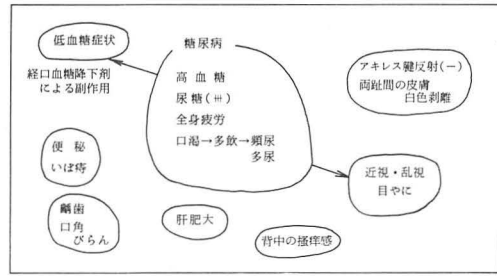 低血糖症状
経口血糖降下剤
による副作用
糖尿病
高血糖
尿糖(卅)
全身疲労
口渇→多飲→頻尿
多尿
アキレス腱反射(−)
両趾間の皮膚
白色剥離
便秘
いぼ痔
近視・乱視
目やに
齲歯
口角
びらん
肝肥大
背中の搔痒感